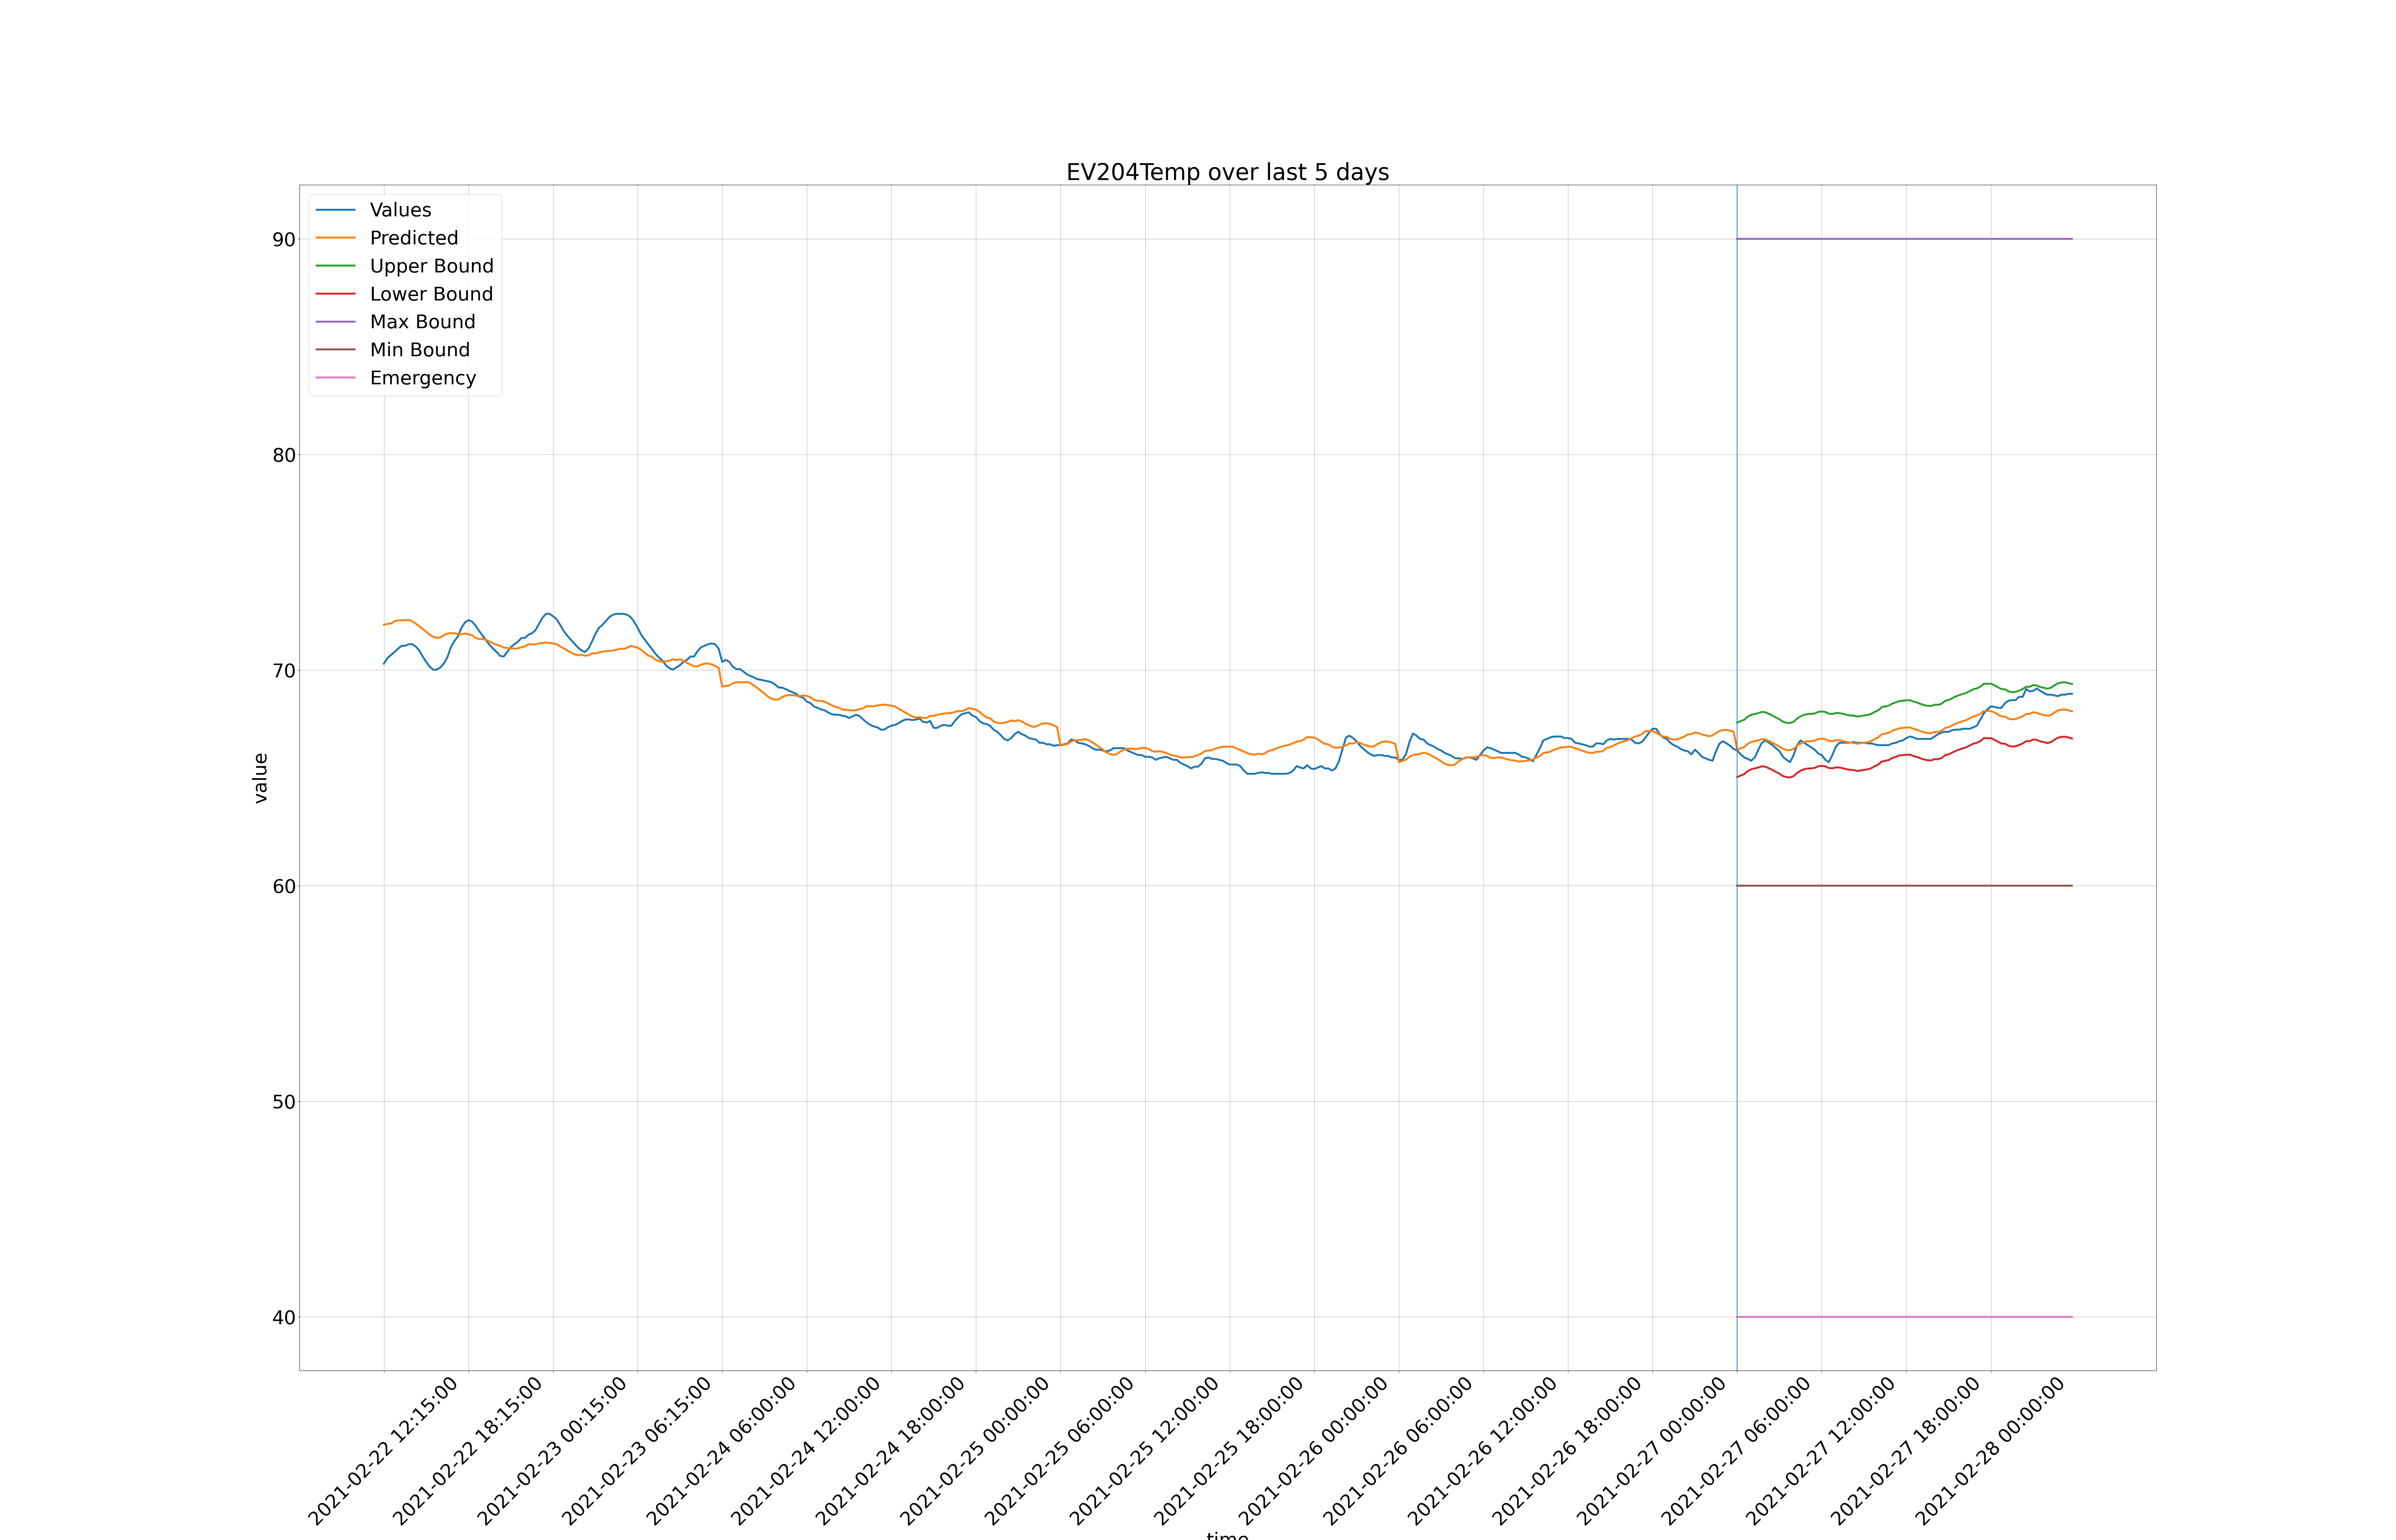 EV204Temp over last 5 days
Values
Predicted
Upper Bound
Lower Bound
Max Bound
Min Bound
Emergency
90
80
70
60
50
40
value
2021-02-22 12:15:00
2021-02-22 18:15:00
2021-02-23 00:15:00
2021-02-23 06:15:00
2021-02-24 06:00:00
2021-02-24 12:00:00
2021-02-24 18:00:00
2021-02-25 00:00:00
2021-02-25 06:00:00
2021-02-25 12:00:00
2021-02-25 18:00:00
2021-02-26 00:00:00
2021-02-26 06:00:00
2021-02-26 12:00:00
2021-02-26 18:00:00
2021-02-27 00:00:00
2021-02-27 06:00:00
2021-02-27 12:00:00
2021-02-27 18:00:00
2021-02-28 00:00:00
time